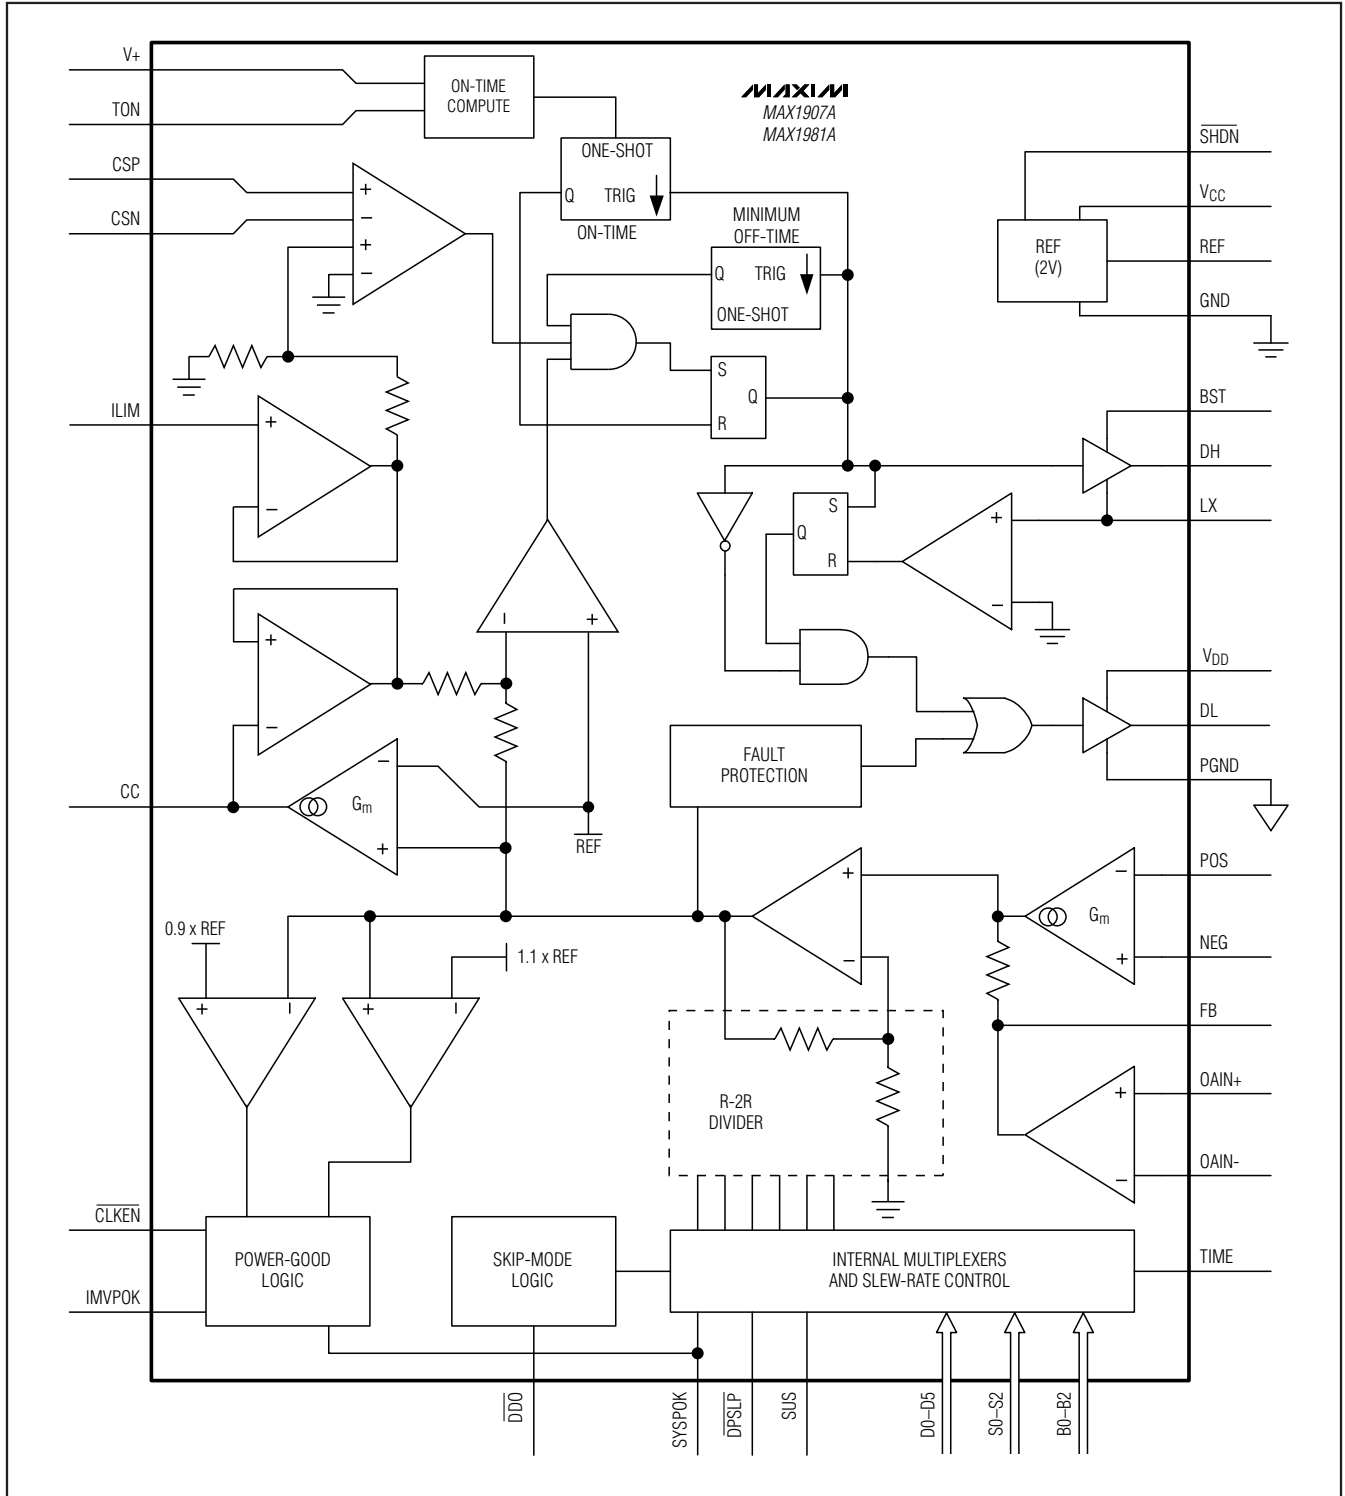 V+
TON
CSP
CSN
ILIM
CC
CLKEN
IMVPOK
ON-TIME
COMPUTE
MAXIM
MAX1907A
MAX1981A
ONE-SHOT
Q TRIG
ON-TIME
MINIMUM
OFF-TIME
Q TRIG
ONE-SHOT
+
−
+
−
S
Q
R
REF
(2V)
SHDN
VCC
REF
GND
BST
DH
LX
+
−
S
Q
R
+
−
− +
+
−
− Gm
+
REF
VDD
DL
PGND
FAULT
PROTECTION
POS
NEG
FB
OAIN+
OAIN-
TIME
+
−
− Gm
+
+
−
0.9 x REF
1.1 x REF
+ −
+ −
R-2R
DIVIDER
POWER-GOOD
LOGIC
SKIP-MODE
LOGIC
INTERNAL MULTIPLEXERS
AND SLEW-RATE CONTROL
DDO
SYSPOK
DPSLP
SUS
D0–D5
S0–S2
B0–B2